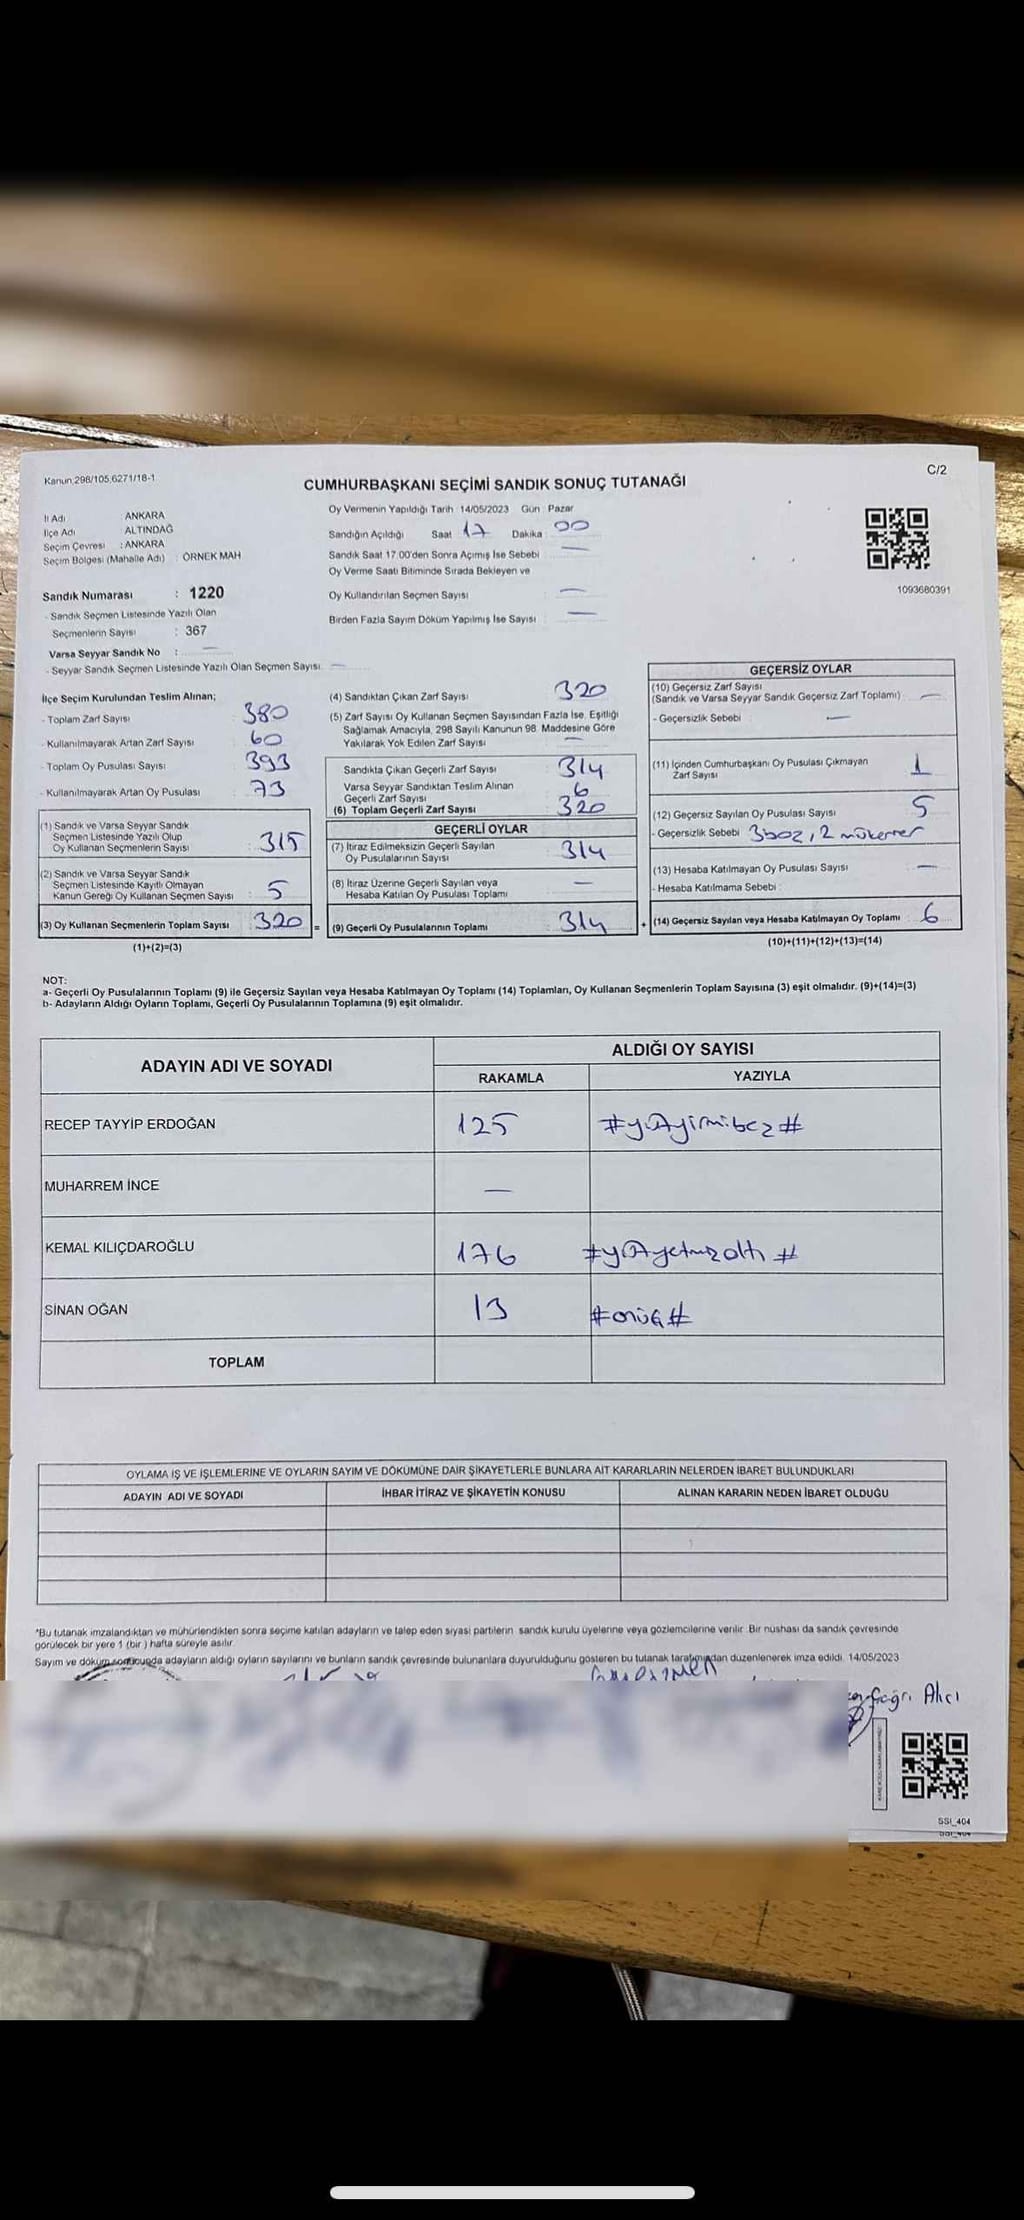 Kanun,298/105,6271/18-1
C/2
CUMHURBAŞKANI SEÇİMİ SANDIK SONUÇ TUTANAĞI
İl Adı ANKARA
İlçe Adı ALTINDAĞ
Seçim Çevresi : ANKARA
Seçim Bölgesi (Mahalle Adı) : ÖRNEK MAH
Sandık Numarası : 1220
- Sandık Seçmen Listesinde Yazılı Olan
Seçmenlerin Sayısı : 367
Varsa Seyyar Sandık No : —
- Seyyar Sandık Seçmen Listesinde Yazılı Olan Seçmen Sayısı: —
Oy Vermenin Yapıldığı Tarih 14/05/2023 Gün : Pazar
Sandığın Açıldığı Saat 17 Dakika : 00
Sandık Saat 17.00'den Sonra Açımış İse Sebebi : —
Oy Verme Saati Bitiminde Sırada Bekleyen ve
Oy Kullandırılan Seçmen Sayısı : —
Birden Fazla Sayım Döküm Yapılmış İse Sayısı : —
1093680391
İlçe Seçim Kurulundan Teslim Alınan;
- Toplam Zarf Sayısı 380
- Kullanılmayarak Artan Zarf Sayısı 60
- Toplam Oy Pusulası Sayısı 393
- Kullanılmayarak Artan Oy Pusulası 73
(1) Sandık ve Varsa Seyyar Sandık
Seçmen Listesinde Yazılı Olup
Oy Kullanan Seçmenlerin Sayısı : 315
(2) Sandık ve Varsa Seyyar Sandık
Seçmen Listesinde Kayıtlı Olmayan
Kanun Gereği Oy Kullanan Seçmen Sayısı : 5
(3) Oy Kullanan Seçmenlerin Toplam Sayısı : 320 =
(1)+(2)=(3)
(4) Sandıktan Çıkan Zarf Sayısı 320
(5) Zarf Sayısı Oy Kullanan Seçmen Sayısından Fazla İse, Eşitliği
Sağlamak Amacıyla, 298 Sayılı Kanunun 98. Maddesine Göre
Yakılarak Yok Edilen Zarf Sayısı —
Sandıkta Çıkan Geçerli Zarf Sayısı 314
Varsa Seyyar Sandıktan Teslim Alınan
Geçerli Zarf Sayısı 6
(6) Toplam Geçerli Zarf Sayısı 320
GEÇERLİ OYLAR
(7) İtiraz Edilmeksizin Geçerli Sayılan
Oy Pusulalarının Sayısı : 314
(8) İtiraz Üzerine Geçerli Sayılan veya
Hesaba Katılan Oy Pusulası Toplamı : —
(9) Geçerli Oy Pusulalarının Toplamı : 314 +
GEÇERSİZ OYLAR
(10) Geçersiz Zarf Sayısı
(Sandık ve Varsa Seyyar Sandık Geçersiz Zarf Toplamı) : —
- Geçersizlik Sebebi : —
(11) İçinden Cumhurbaşkanı Oy Pusulası Çıkmayan
Zarf Sayısı 1
(12) Geçersiz Sayılan Oy Pusulası Sayısı : 5
- Geçersizlik Sebebi 3boz, 2 mükerrer
(13) Hesaba Katılmayan Oy Pusulası Sayısı : —
- Hesaba Katılmama Sebebi :
(14) Geçersiz Sayılan veya Hesaba Katılmayan Oy Toplamı : 6
(10)+(11)+(12)+(13)=(14)
NOT:
a- Geçerli Oy Pusulalarının Toplamı (9) ile Geçersiz Sayılan veya Hesaba Katılmayan Oy Toplamı (14) Toplamları, Oy Kullanan Seçmenlerin Toplam Sayısına (3) eşit olmalıdır. (9)+(14)=(3)
b- Adayların Aldığı Oyların Toplamı, Geçerli Oy Pusulalarının Toplamına (9) eşit olmalıdır.
ADAYIN ADI VE SOYADI ALDIĞI OY SAYISI
RAKAMLA YAZIYLA
RECEP TAYYİP ERDOĞAN 125 #yüzyirmibeş#
MUHARREM İNCE —
KEMAL KILIÇDAROĞLU 176 #yüzyetmişaltı#
SİNAN OĞAN 13 #onüç#
TOPLAM
OYLAMA İŞ VE İŞLEMLERİNE VE OYLARIN SAYIM VE DÖKÜMÜNE DAİR ŞİKAYETLERLE BUNLARA AİT KARARLARIN NELERDEN İBARET BULUNDUKLARI
ADAYIN ADI VE SOYADI İHBAR İTİRAZ VE ŞİKAYETİN KONUSU ALINAN KARARIN NEDEN İBARET OLDUĞU
*Bu tutanak imzalandıktan ve mühürlendikten sonra seçime katılan adayların ve talep eden siyasi partilerin sandık kurulu üyelerine veya gözlemcilerine verilir. Bir nüshası da sandık çevresinde
görülecek bir yere 1 (bir ) hafta süreyle asılır.
Sayım ve döküm sonucunda adayların aldığı oyların sayılarını ve bunların sandık çevresinde bulunanlara duyurulduğunu gösteren bu tutanak tarafımızdan düzenlenerek imza edildi. 14/05/2023
Çağrı Alıcı
SSI_404